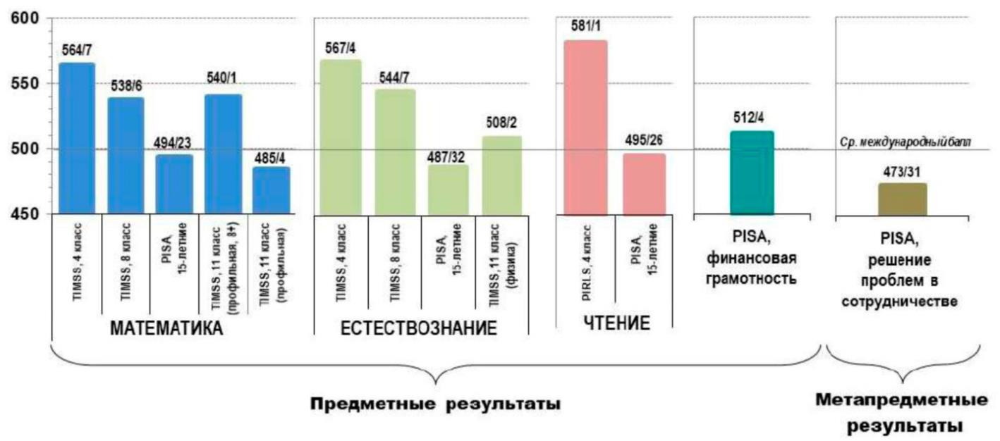 600
550
500
450
564/7
538/6
494/23
540/1
485/4
567/4
544/7
487/32
508/2
581/1
495/26
512/4
Ср. международный балл
473/31
TIMSS, 4 класс
TIMSS, 8 класс
PISA,
15-летние
TIMSS, 11 класс
(профильная, 8+)
TIMSS, 11 класс
(профильная)
МАТЕМАТИКА
TIMSS, 4 класс
TIMSS, 8 класс
PISA,
15-летние
TIMSS, 11 класс
(физика)
ЕСТЕСТВОЗНАНИЕ
PIRLS, 4 класс
PISA,
15-летние
ЧТЕНИЕ
PISA,
финансовая
грамотность
PISA,
решение
проблем в
сотрудничестве
Предметные результаты
Метапредметные
результаты